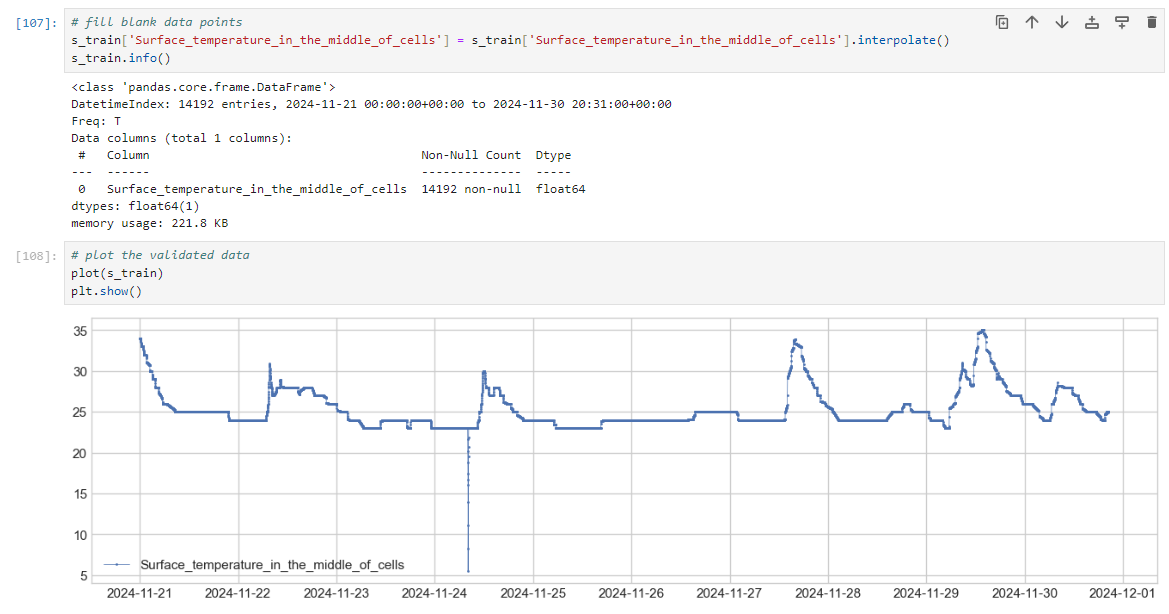 [107]:
# fill blank data points
s_train['Surface_temperature_in_the_middle_of_cells'] = s_train['Surface_temperature_in_the_middle_of_cells'].interpolate()
s_train.info()
<class 'pandas.core.frame.DataFrame'>
DatetimeIndex: 14192 entries, 2024-11-21 00:00:00+00:00 to 2024-11-30 20:31:00+00:00
Freq: T
Data columns (total 1 columns):
 #   Column                                      Non-Null Count  Dtype
---  ------                                      --------------  -----
 0   Surface_temperature_in_the_middle_of_cells  14192 non-null  float64
dtypes: float64(1)
memory usage: 221.8 KB
[108]:
# plot the validated data
plot(s_train)
plt.show()
35
30
25
20
15
10
5
Surface_temperature_in_the_middle_of_cells
2024-11-21 2024-11-22 2024-11-23 2024-11-24 2024-11-25 2024-11-26 2024-11-27 2024-11-28 2024-11-29 2024-11-30 2024-12-01